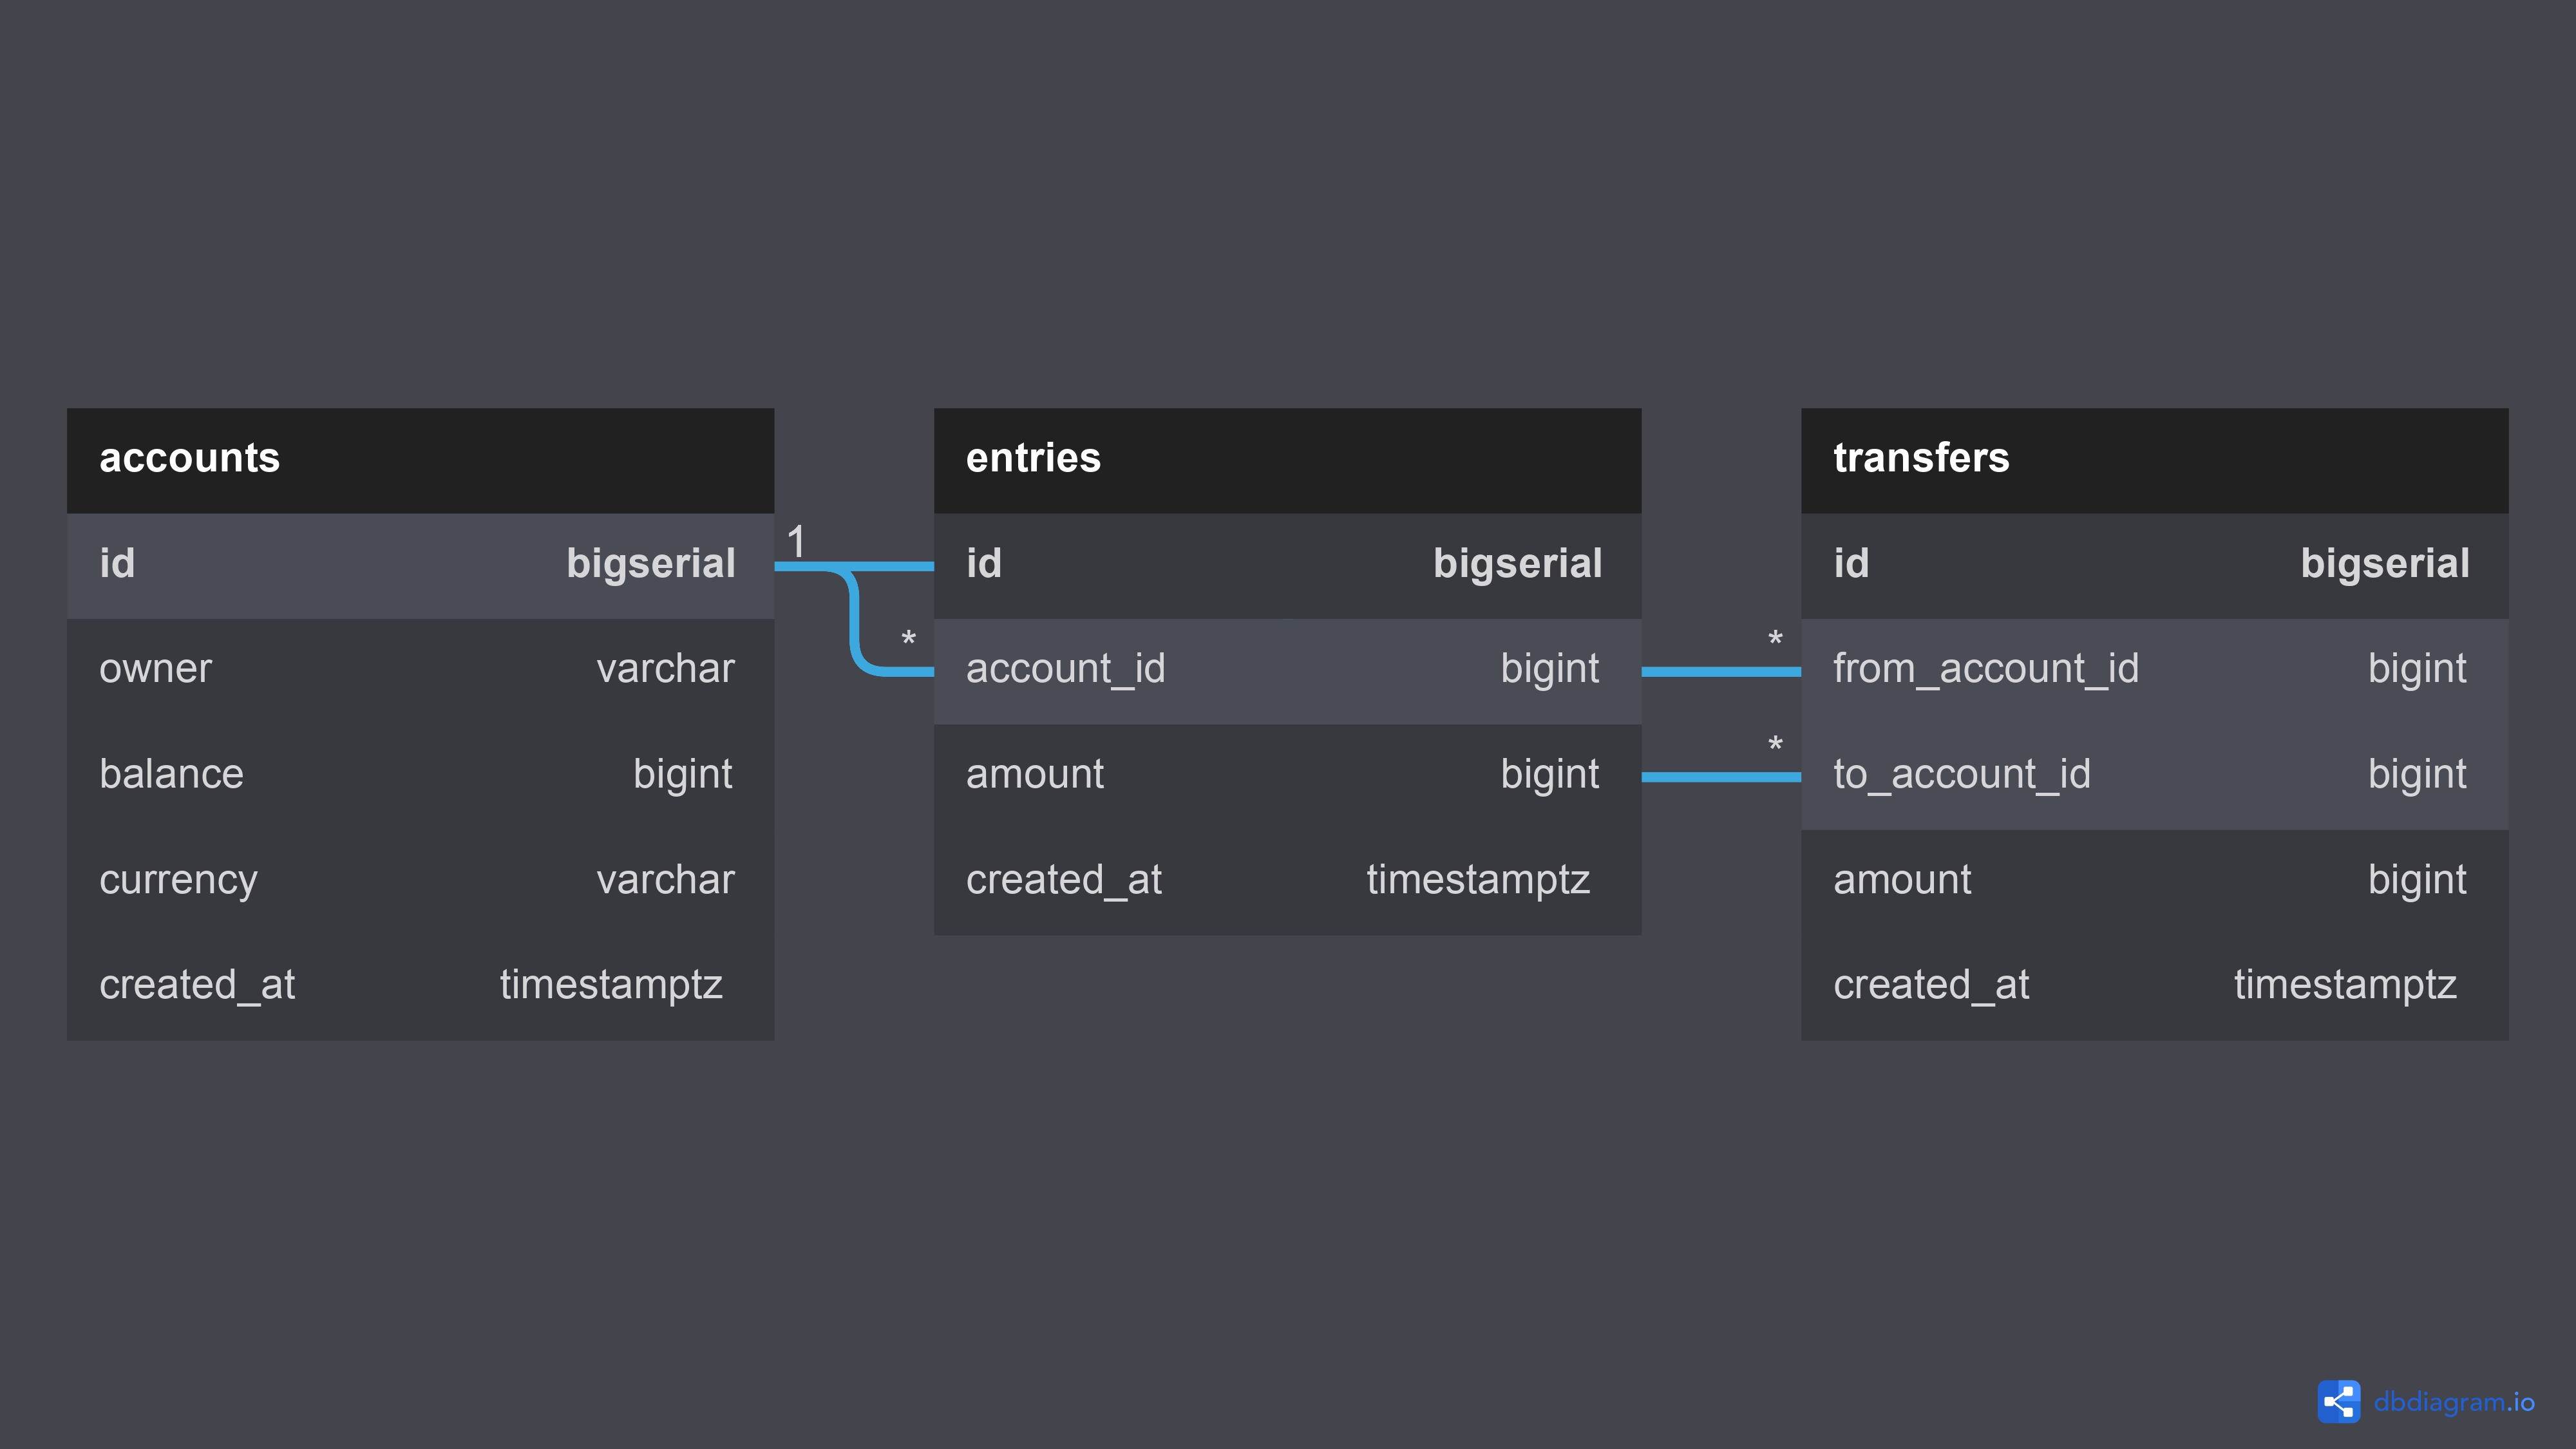 accounts
id bigserial
owner varchar
balance bigint
currency varchar
created_at timestamptz
1
*
entries
id bigserial
account_id bigint
amount bigint
created_at timestamptz
*
*
transfers
id bigserial
from_account_id bigint
to_account_id bigint
amount bigint
created_at timestamptz
dbdiagram.io